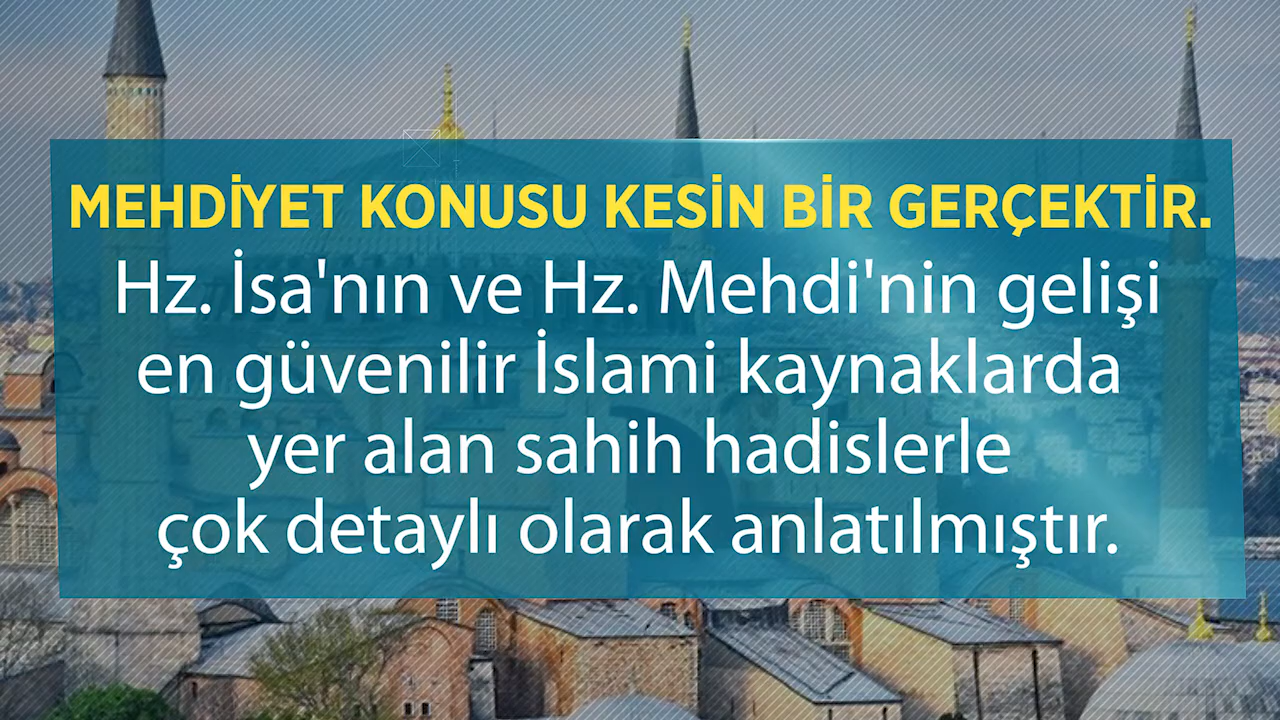 MEHDİYET KONUSU KESİN BİR GERÇEKTİR.
Hz. İsa'nın ve Hz. Mehdi'nin gelişi
en güvenilir İslami kaynaklarda
yer alan sahih hadislerle
çok detaylı olarak anlatılmıştır.